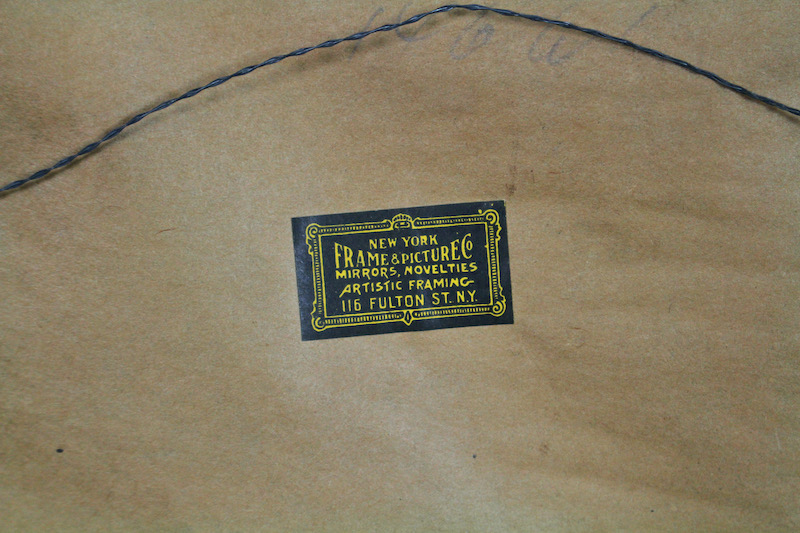 NEW YORK
FRAME & PICTURE CO
MIRRORS, NOVELTIES
ARTISTIC FRAMING
116 FULTON ST. N.Y.